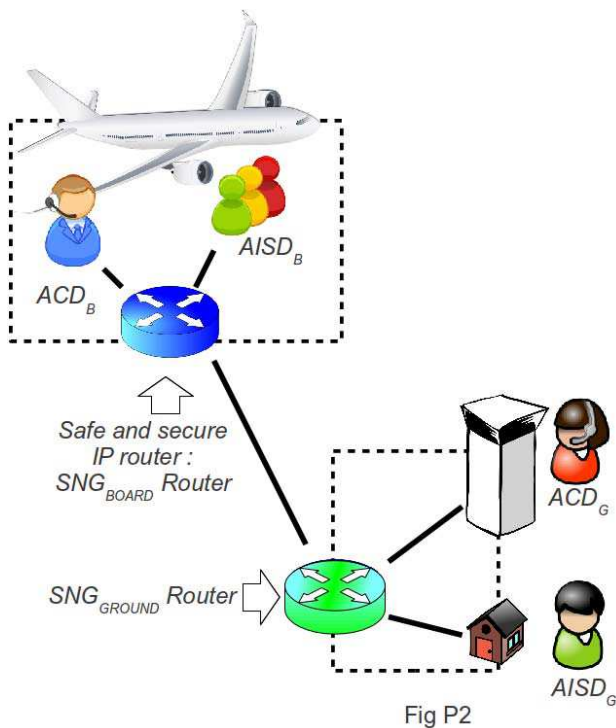 ACD_B
AISD_B
Safe and secure
IP router :
SNG_BOARD Router
ACD_G
SNG_GROUND Router
AISD_G
Fig P2